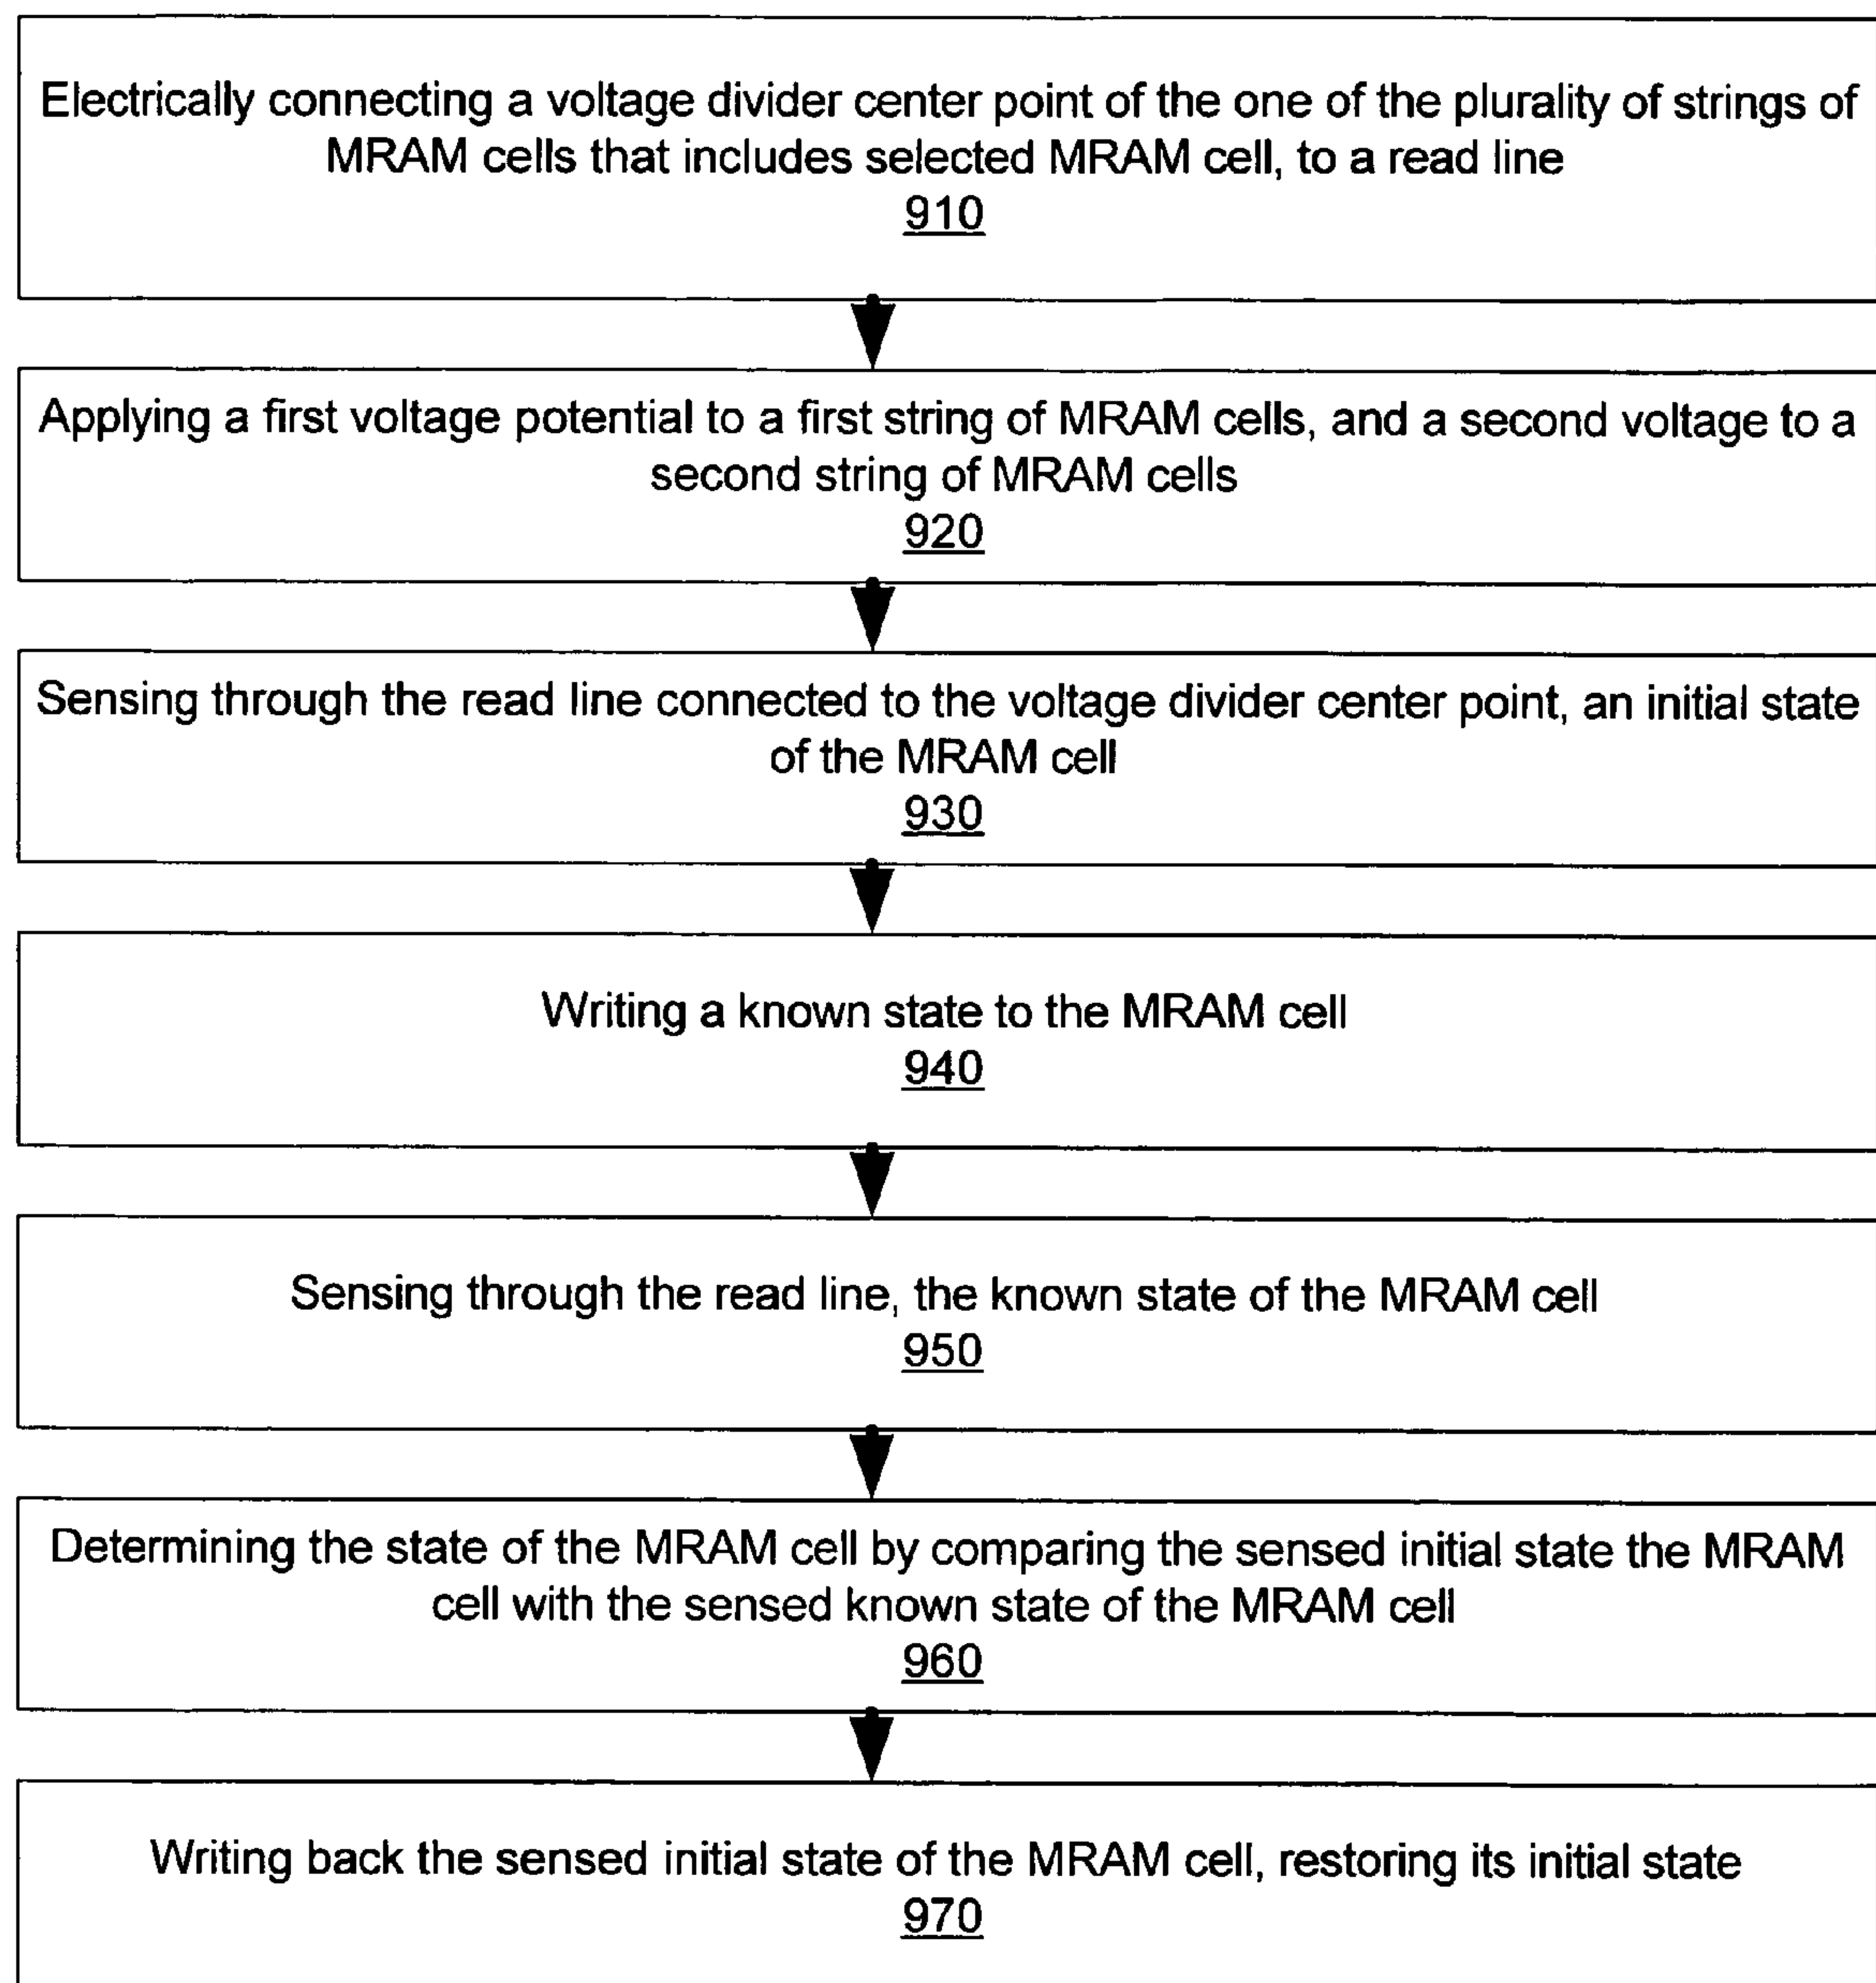 Electrically connecting a voltage divider center point of the one of the plurality of strings of
MRAM cells that includes selected MRAM cell, to a read line
910
Applying a first voltage potential to a first string of MRAM cells, and a second voltage to a
second string of MRAM cells
920
Sensing through the read line connected to the voltage divider center point, an initial state
of the MRAM cell
930
Writing a known state to the MRAM cell
940
Sensing through the read line, the known state of the MRAM cell
950
Determining the state of the MRAM cell by comparing the sensed initial state the MRAM
cell with the sensed known state of the MRAM cell
960
Writing back the sensed initial state of the MRAM cell, restoring its initial state
970